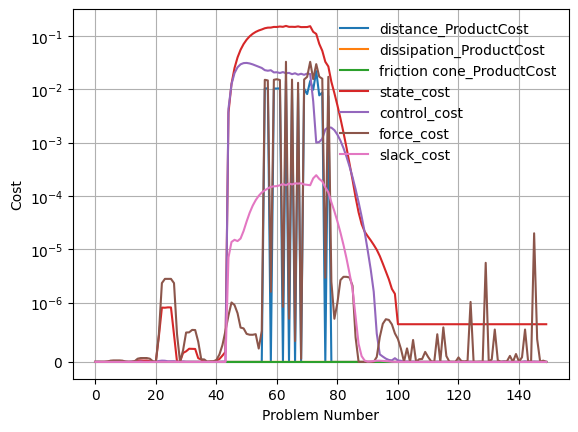 distance_ProductCost
dissipation_ProductCost
friction cone_ProductCost
state_cost
control_cost
force_cost
slack_cost
Cost
10⁻¹
10⁻²
10⁻³
10⁻⁴
10⁻⁵
10⁻⁶
0
0 20 40 60 80 100 120 140
Problem Number